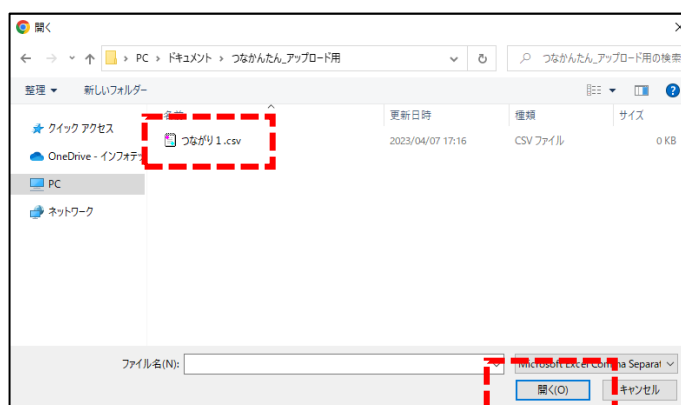 開く
PC › ドキュメント › つなかんたん_アップロード用
つなかんたん_アップロード用の検索
整理 新しいフォルダー
名前 更新日時 種類 サイズ
クイック アクセス
つながり１.csv 2023/04/07 17:16 CSV ファイル 0 KB
OneDrive - インフォテッ
PC
ネットワーク
ファイル名(N): Microsoft Excel Comma Separat
開く(O) キャンセル